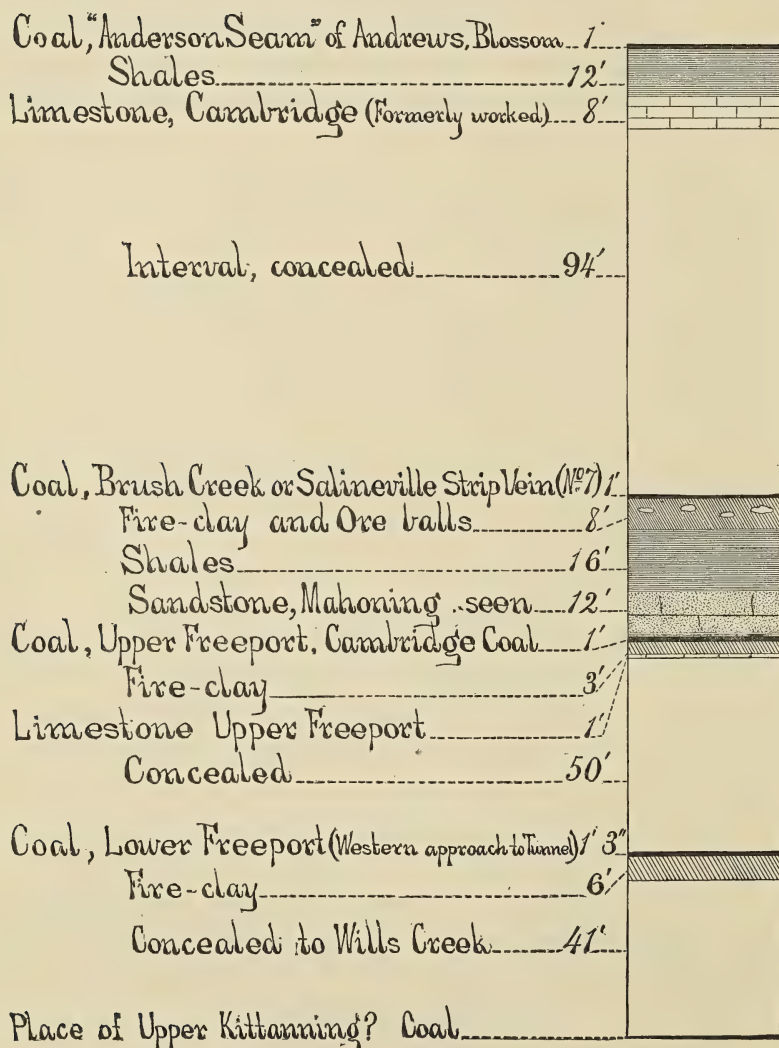 Coal, "Anderson Seam" of Andrews, Blossom 1'
Shales 12'
Limestone, Cambridge (Formerly worked) 8'
Interval, concealed 94'
Coal, Brush Creek or Salineville Strip Vein (No 7) 1'
Fire-clay and Ore balls 8'
Shales 16'
Sandstone, Mahoning seen 12'
Coal, Upper Freeport, Cambridge Coal 1'
Fire-clay 3'
Limestone Upper Freeport 1'
Concealed 50'
Coal, Lower Freeport (Western approach to Tunnel) 1' 3"
Fire-clay 6'
Concealed to Wills Creek 41'
Place of Upper Kittanning? Coal